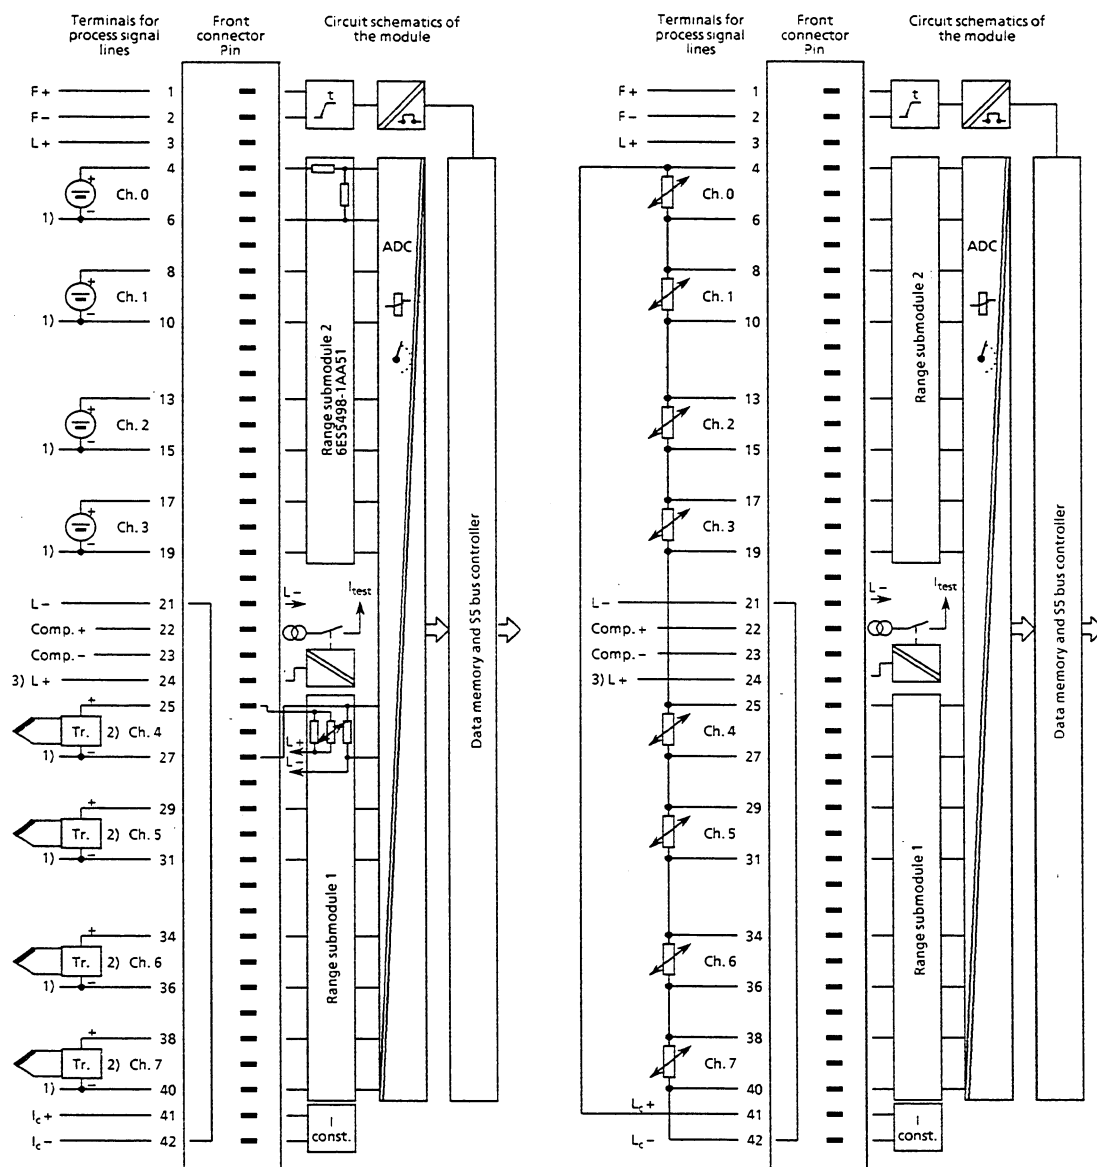 Terminals for
process signal
lines
Front
connector
Pin
Circuit schematics of
the module
F+ 1
F- 2
L+ 3
t
+ 4
Ch. 0
1) - 6
ADC
+ 8
Ch. 1
1) - 10
+ 13
Ch. 2
1) - 15
+ 17
Ch. 3
1) - 19
Range submodule 2
6ES5498-1AA51
L- 21
Comp. + 22
Comp. - 23
3) L+ 24
L-
Itest
+ 25
Tr. 2) Ch. 4
1) - 27
L+
L-
+ 29
Tr. 2) Ch. 5
1) - 31
+ 34
Tr. 2) Ch. 6
1) - 36
+ 38
Tr. 2) Ch. 7
1) - 40
Ic+ 41
Ic- 42
Range submodule 1
I
const.
Data memory and S5 bus controller
Terminals for
process signal
lines
Front
connector
Pin
Circuit schematics of
the module
F+ 1
F- 2
L+ 3
t
4
Ch. 0
6
ADC
8
Ch. 1
10
13
Ch. 2
15
17
Ch. 3
19
Range submodule 2
L- 21
Comp. + 22
Comp. - 23
3) L+ 24
L-
Itest
25
Ch. 4
27
29
Ch. 5
31
34
Ch. 6
36
38
Ch. 7
40
Lc+ 41
Lc- 42
Range submodule 1
I
const.
Data memory and S5 bus controller